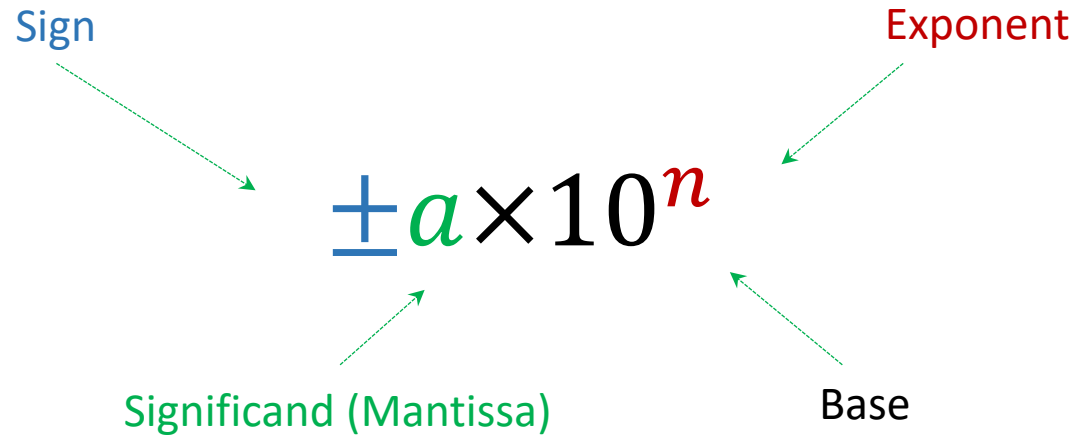 Sign
Exponent
±a×10ⁿ
Significand (Mantissa)
Base